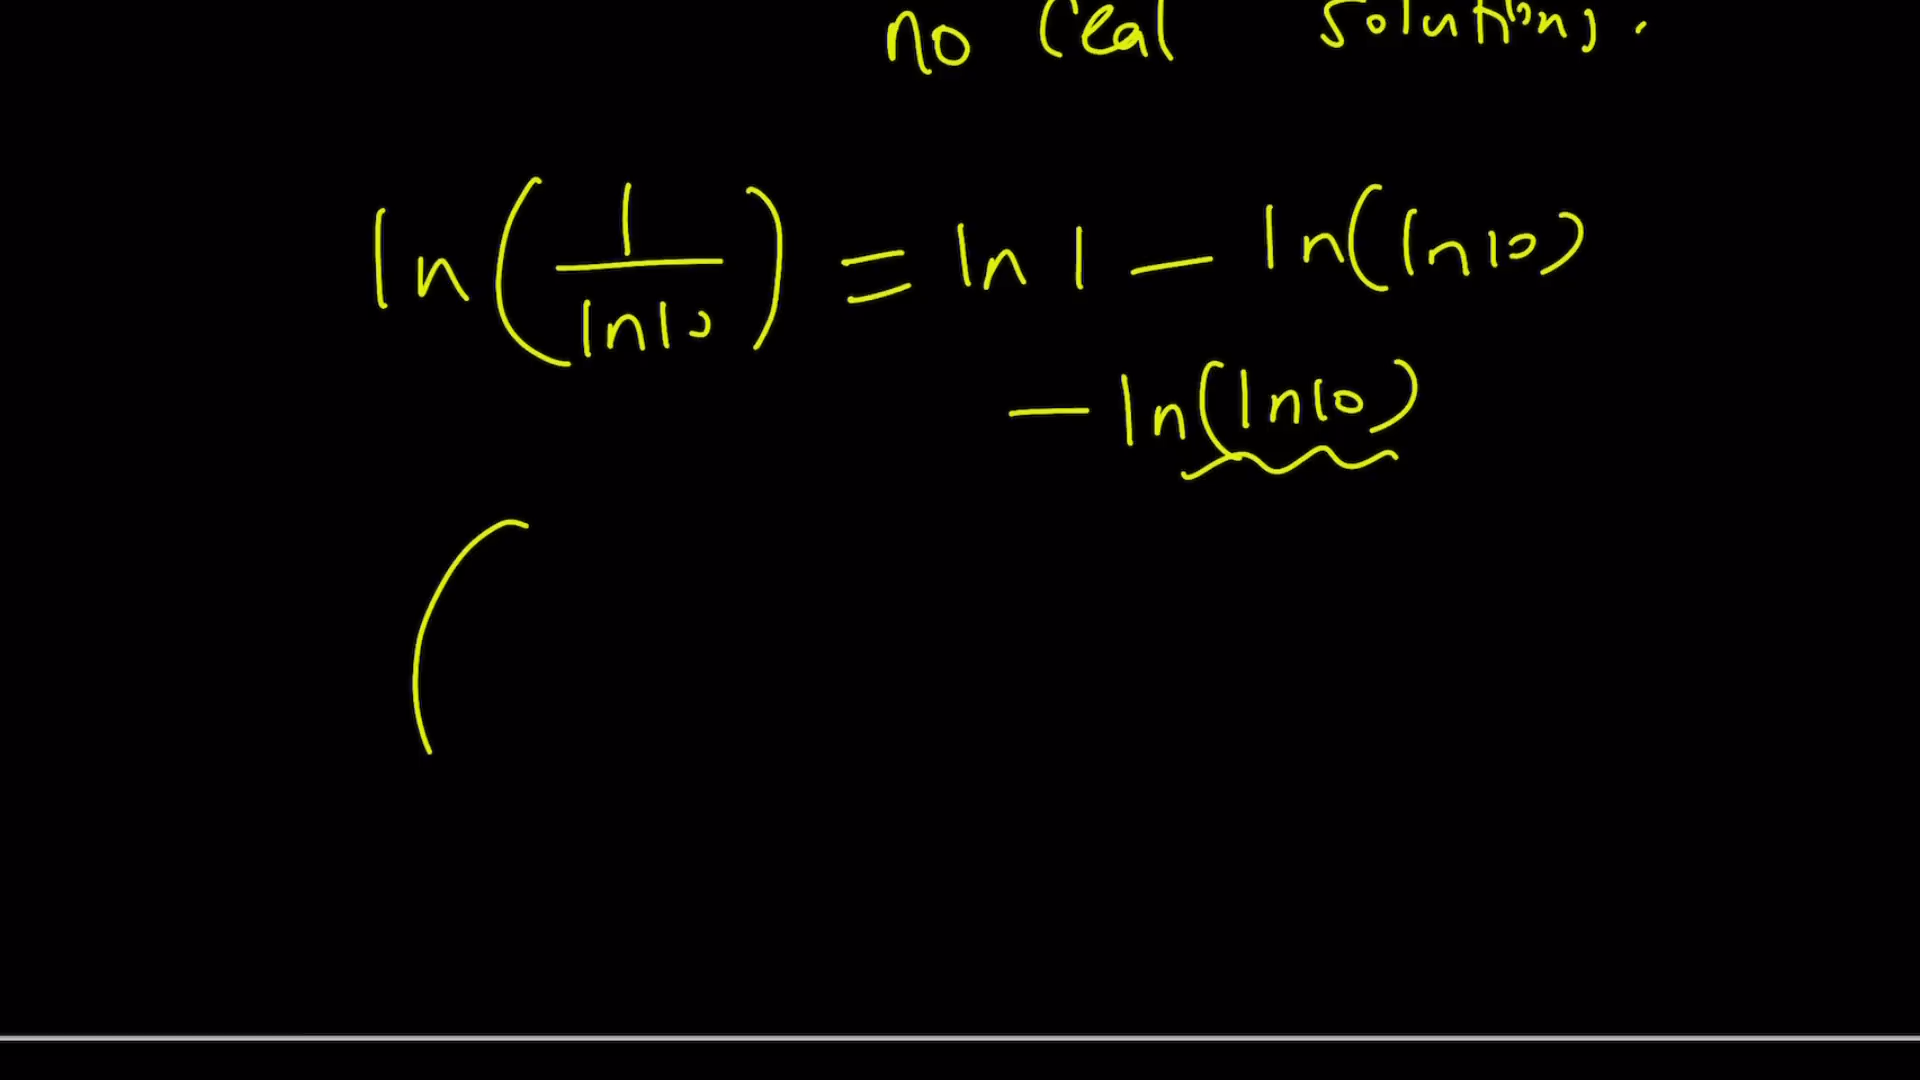 no real solutions.
ln(1/ln10) = ln 1 - ln(ln10)
- ln(ln10)
(